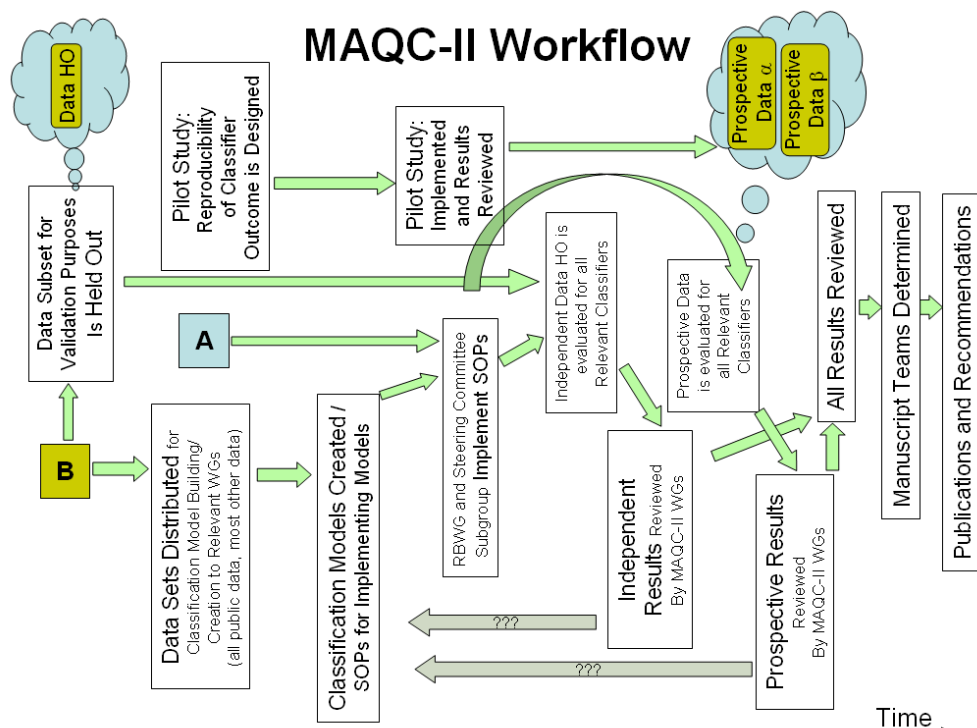 MAQC-II Workflow
Data HO
Prospective
Data α
Prospective
Data β
Data Subset for
Validation Purposes
Is Held Out
Pilot Study:
Reproducibility
of Classifier
Outcome is Designed
Pilot Study:
Implemented
and Results
Reviewed
A
B
Data Sets Distributed for
Classification Model Building/
Creation to Relevant WGs
(all public data, most other data)
Classification Models Created /
SOPs for Implementing Models
RBWG and Steering Committee
Subgroup Implement SOPs
Independent Data HO is
evaluated for all
Relevant Classifiers
Prospective Data
is evaluated for
all Relevant
Classifiers
Independent
Results Reviewed
By MAQC-II WGs
Prospective Results
Reviewed
By MAQC-II WGs
All Results Reviewed
Manuscript Teams Determined
Publications and Recommendations
???
???
Time